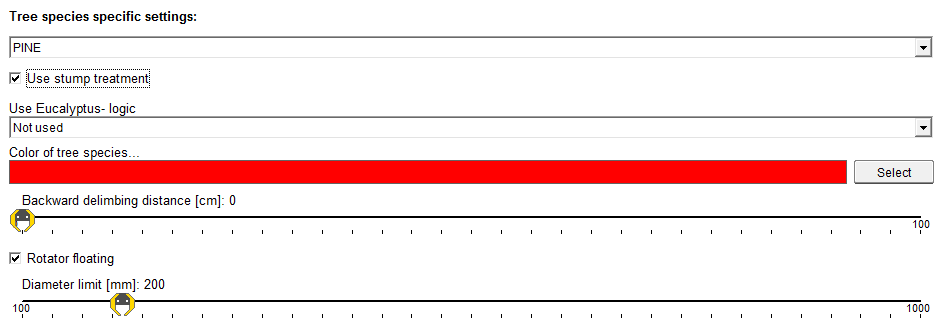 Tree species specific settings:
PINE
Use stump treatment
Use Eucalyptus- logic
Not used
Color of tree species...
Select
Backward delimbing distance [cm]: 0
100
Rotator floating
Diameter limit [mm]: 200
100 1000